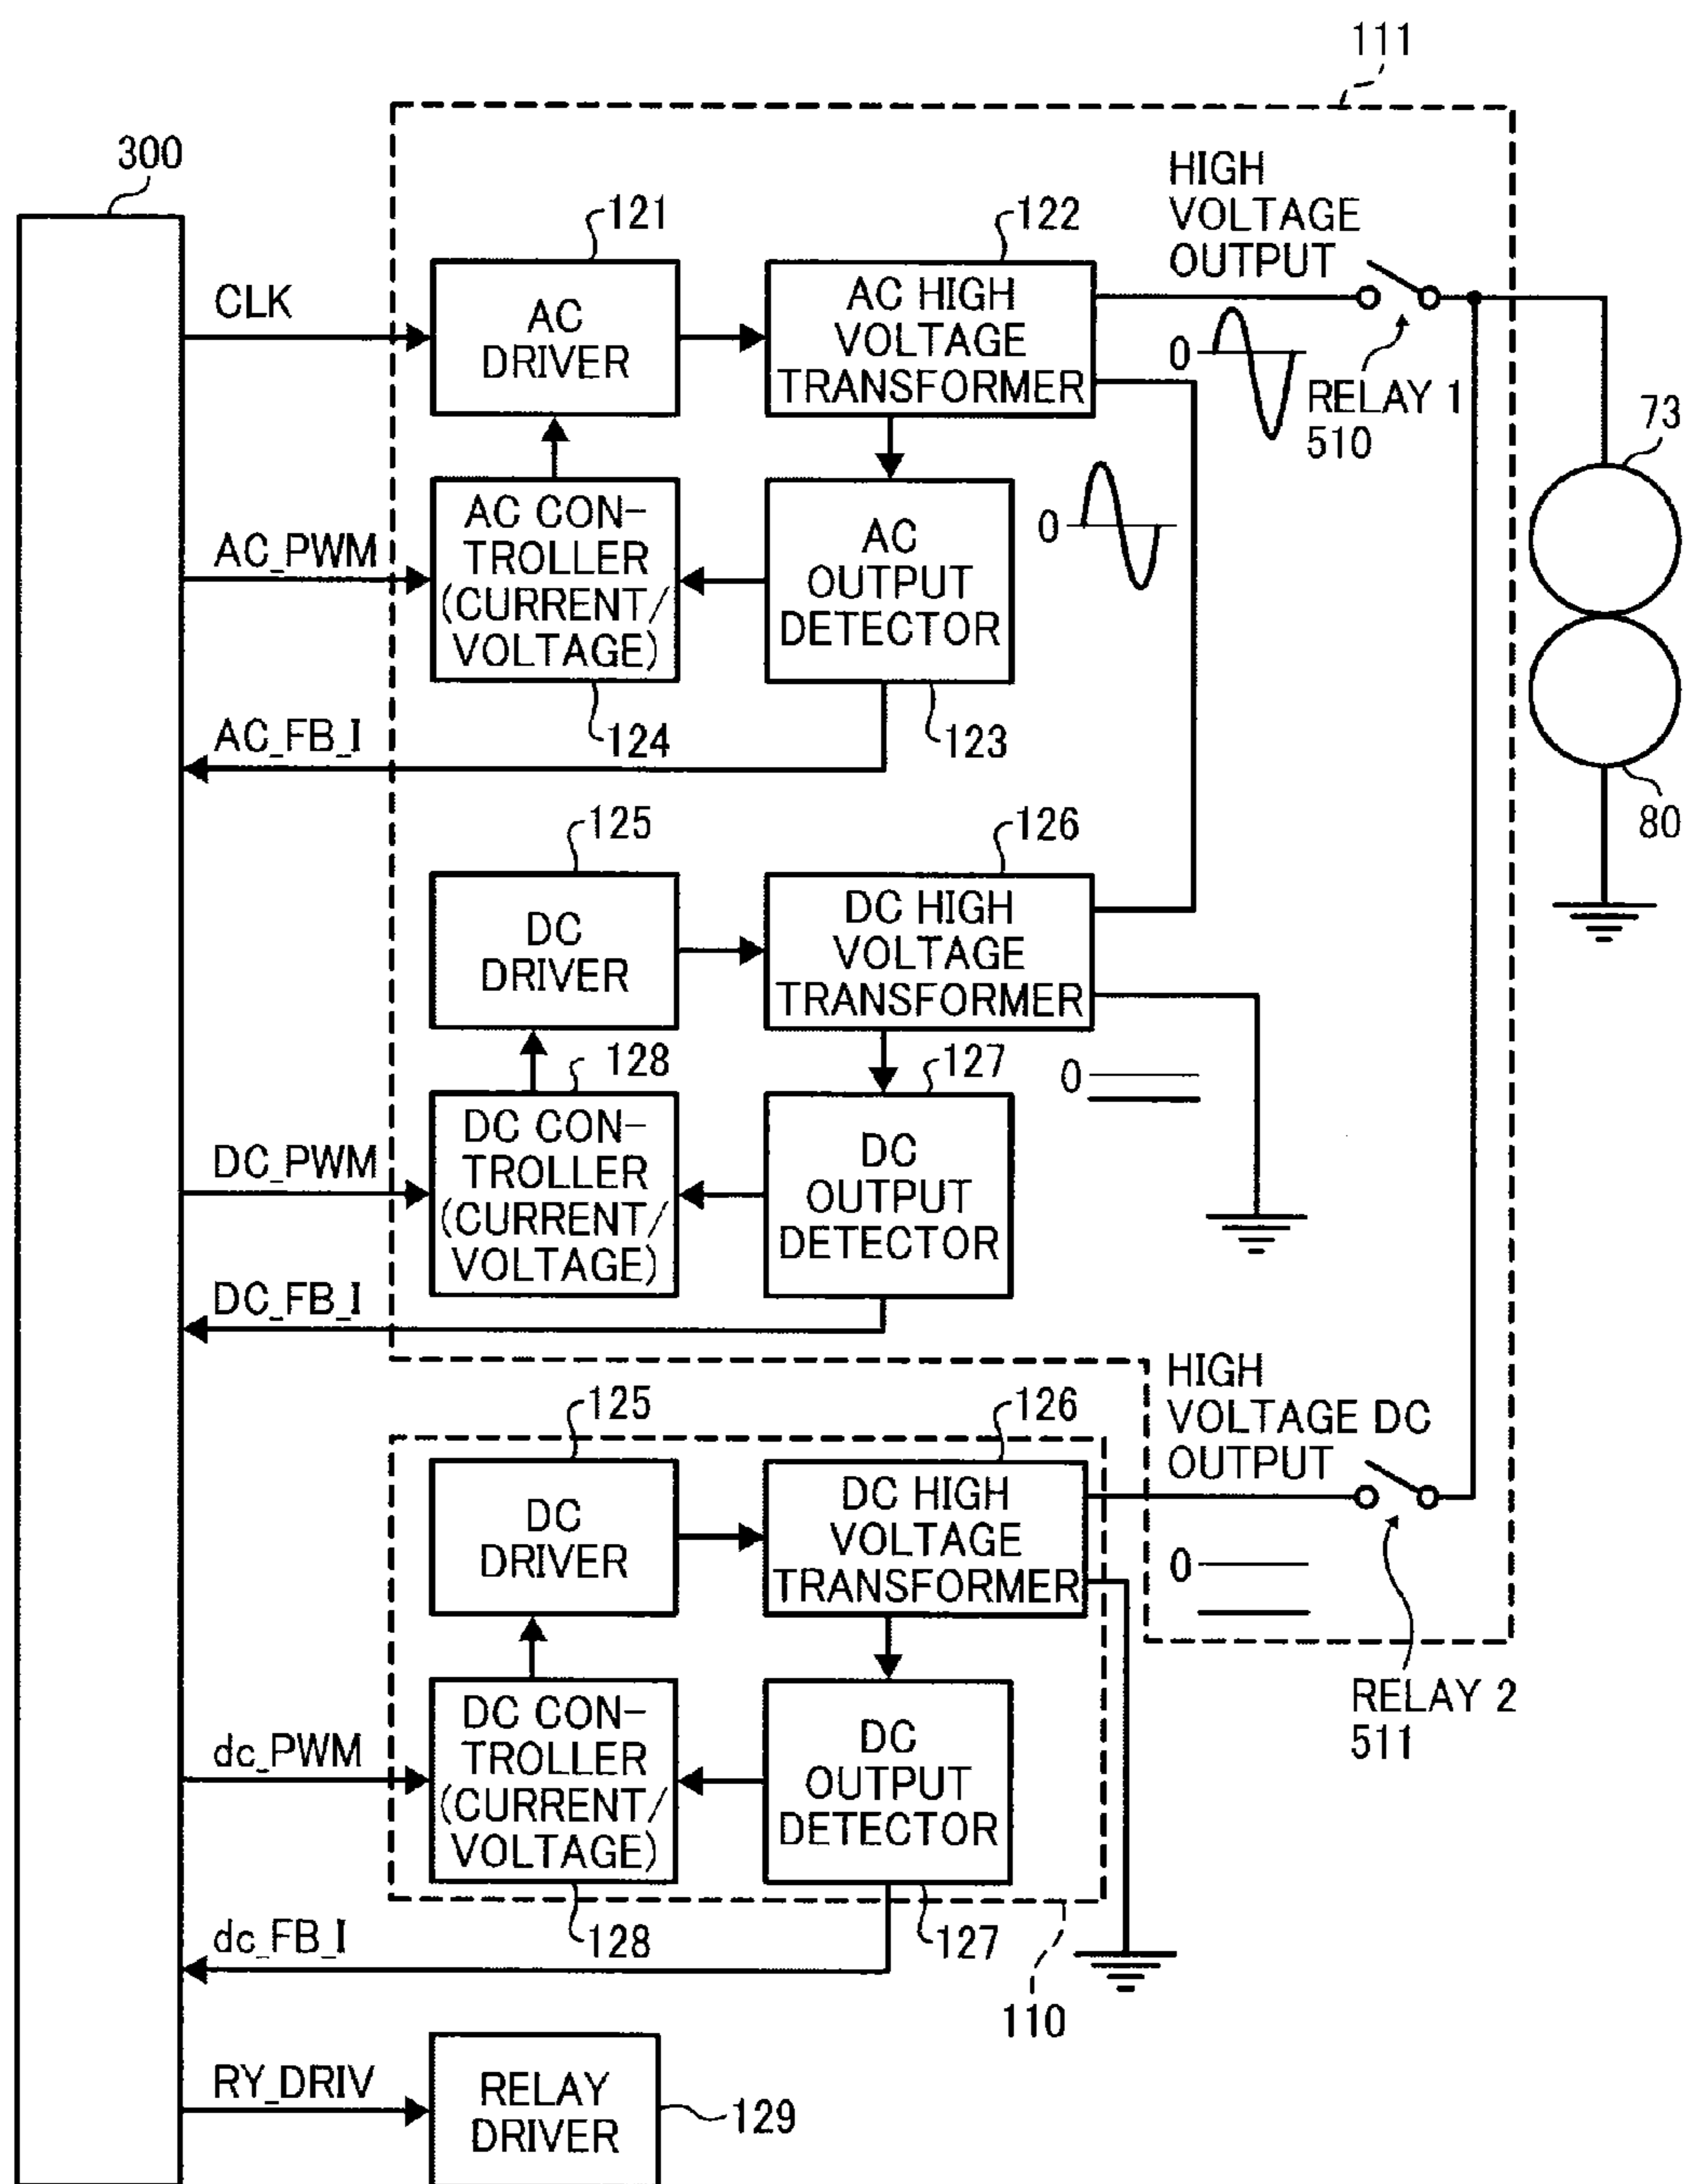 111
300
HIGH
VOLTAGE
OUTPUT
121
122
CLK
AC
DRIVER
AC HIGH
VOLTAGE
TRANSFORMER
0
RELAY 1
510
73
AC_PWM
AC CON-
TROLLER
(CURRENT/
VOLTAGE)
AC
OUTPUT
DETECTOR
0
AC_FB_I
124
123
80
125
126
DC
DRIVER
DC HIGH
VOLTAGE
TRANSFORMER
128
127
0
DC_PWM
DC CON-
TROLLER
(CURRENT/
VOLTAGE)
DC
OUTPUT
DETECTOR
DC_FB_I
HIGH
VOLTAGE DC
OUTPUT
125
126
DC
DRIVER
DC HIGH
VOLTAGE
TRANSFORMER
0
RELAY 2
511
dc_PWM
DC CON-
TROLLER
(CURRENT/
VOLTAGE)
DC
OUTPUT
DETECTOR
dc_FB_I
128
127
110
RY_DRIV
RELAY
DRIVER
129